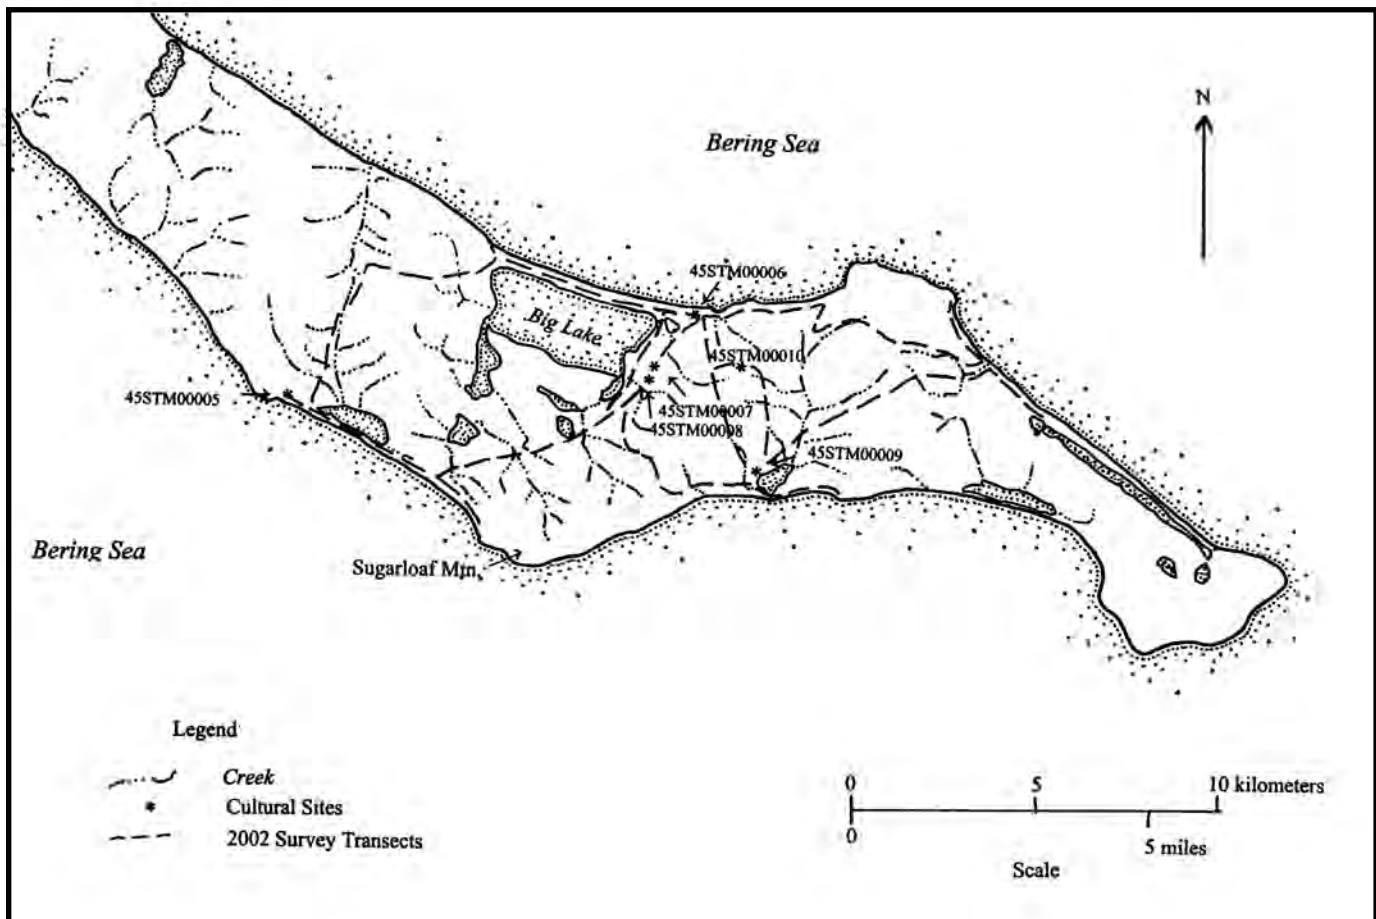 N
Bering Sea
45STM00006
Big Lake
45STM00010
45STM00005
45STM00007
45STM00008
45STM00009
Bering Sea
Sugarloaf Mtn.
Legend
Creek
Cultural Sites
2002 Survey Transects
0 5 10 kilometers
0 5 miles
Scale